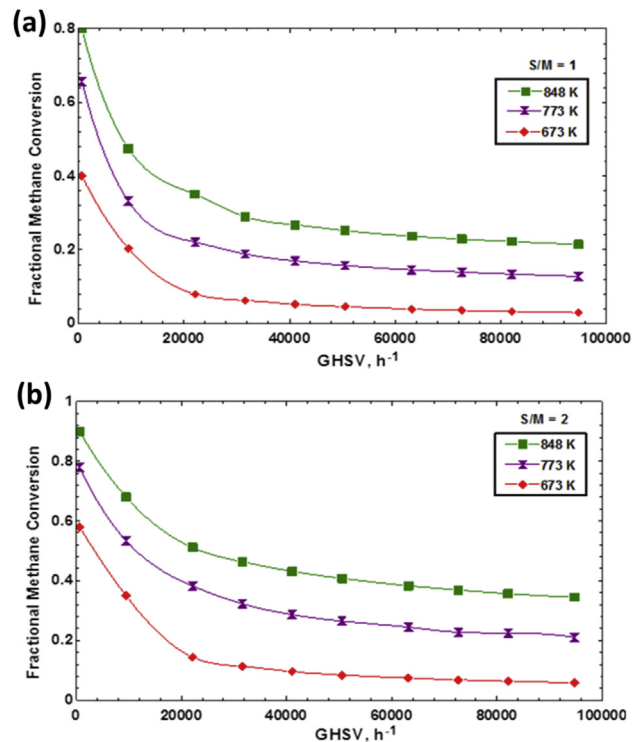 (a)
0.8
0.6
0.4
0.2
0
Fractional Methane Conversion
S/M = 1
848 K
773 K
673 K
0 20000 40000 60000 80000 100000
GHSV, h⁻¹
(b)
1
0.8
0.6
0.4
0.2
0
Fractional Methane Conversion
S/M = 2
848 K
773 K
673 K
0 20000 40000 60000 80000 100000
GHSV, h⁻¹